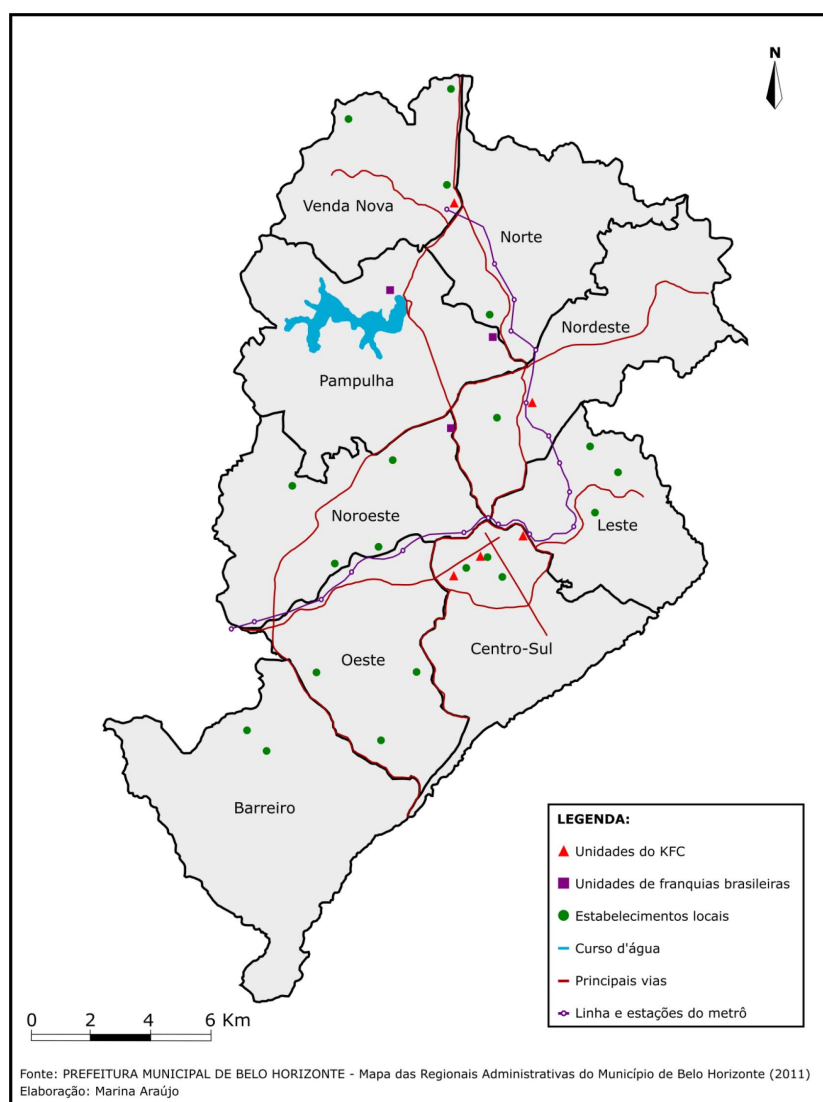 N
Venda Nova
Norte
Nordeste
Pampulha
Noroeste
Leste
Oeste
Centro-Sul
Barreiro
LEGENDA:
Unidades do KFC
Unidades de franquias brasileiras
Estabelecimentos locais
Curso d'água
Principais vias
Linha e estações do metrô
0 2 4 6 Km
Fonte: PREFEITURA MUNICIPAL DE BELO HORIZONTE - Mapa das Regionais Administrativas do Município de Belo Horizonte (2011)
Elaboração: Marina Araújo